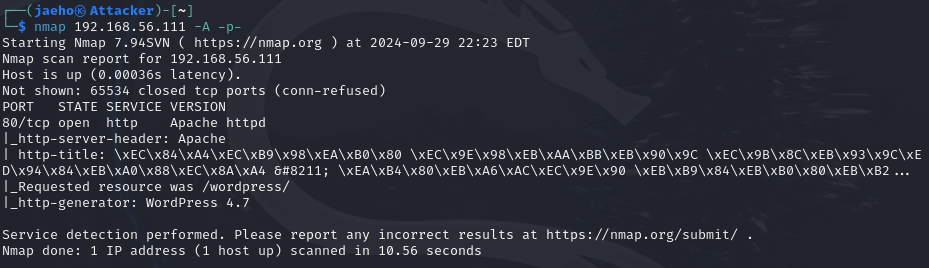 ┌──(jaeho㉿Attacker)-[~]
└─$ nmap 192.168.56.111 -A -p-
Starting Nmap 7.94SVN ( https://nmap.org ) at 2024-09-29 22:23 EDT
Nmap scan report for 192.168.56.111
Host is up (0.00036s latency).
Not shown: 65534 closed tcp ports (conn-refused)
PORT   STATE SERVICE VERSION
80/tcp open  http    Apache httpd
|_http-server-header: Apache
| http-title: \xEC\x84\xA4\xEC\xB9\x98\xEA\xB0\x80 \xEC\x9E\x98\xEB\xAA\xBB\xEB\x90\x9C \xEC\x9B\x8C\xEB\x93\x9C\xE
D\x94\x84\xEB\xA0\x88\xEC\x8A\xA4 &#8211; \xEA\xB4\x80\xEB\xA6\xAC\xEC\x9E\x90 \xEB\xB9\x84\xEB\xB0\x80\xEB\xB2...
|_Requested resource was /wordpress/
|_http-generator: WordPress 4.7
Service detection performed. Please report any incorrect results at https://nmap.org/submit/ .
Nmap done: 1 IP address (1 host up) scanned in 10.56 seconds